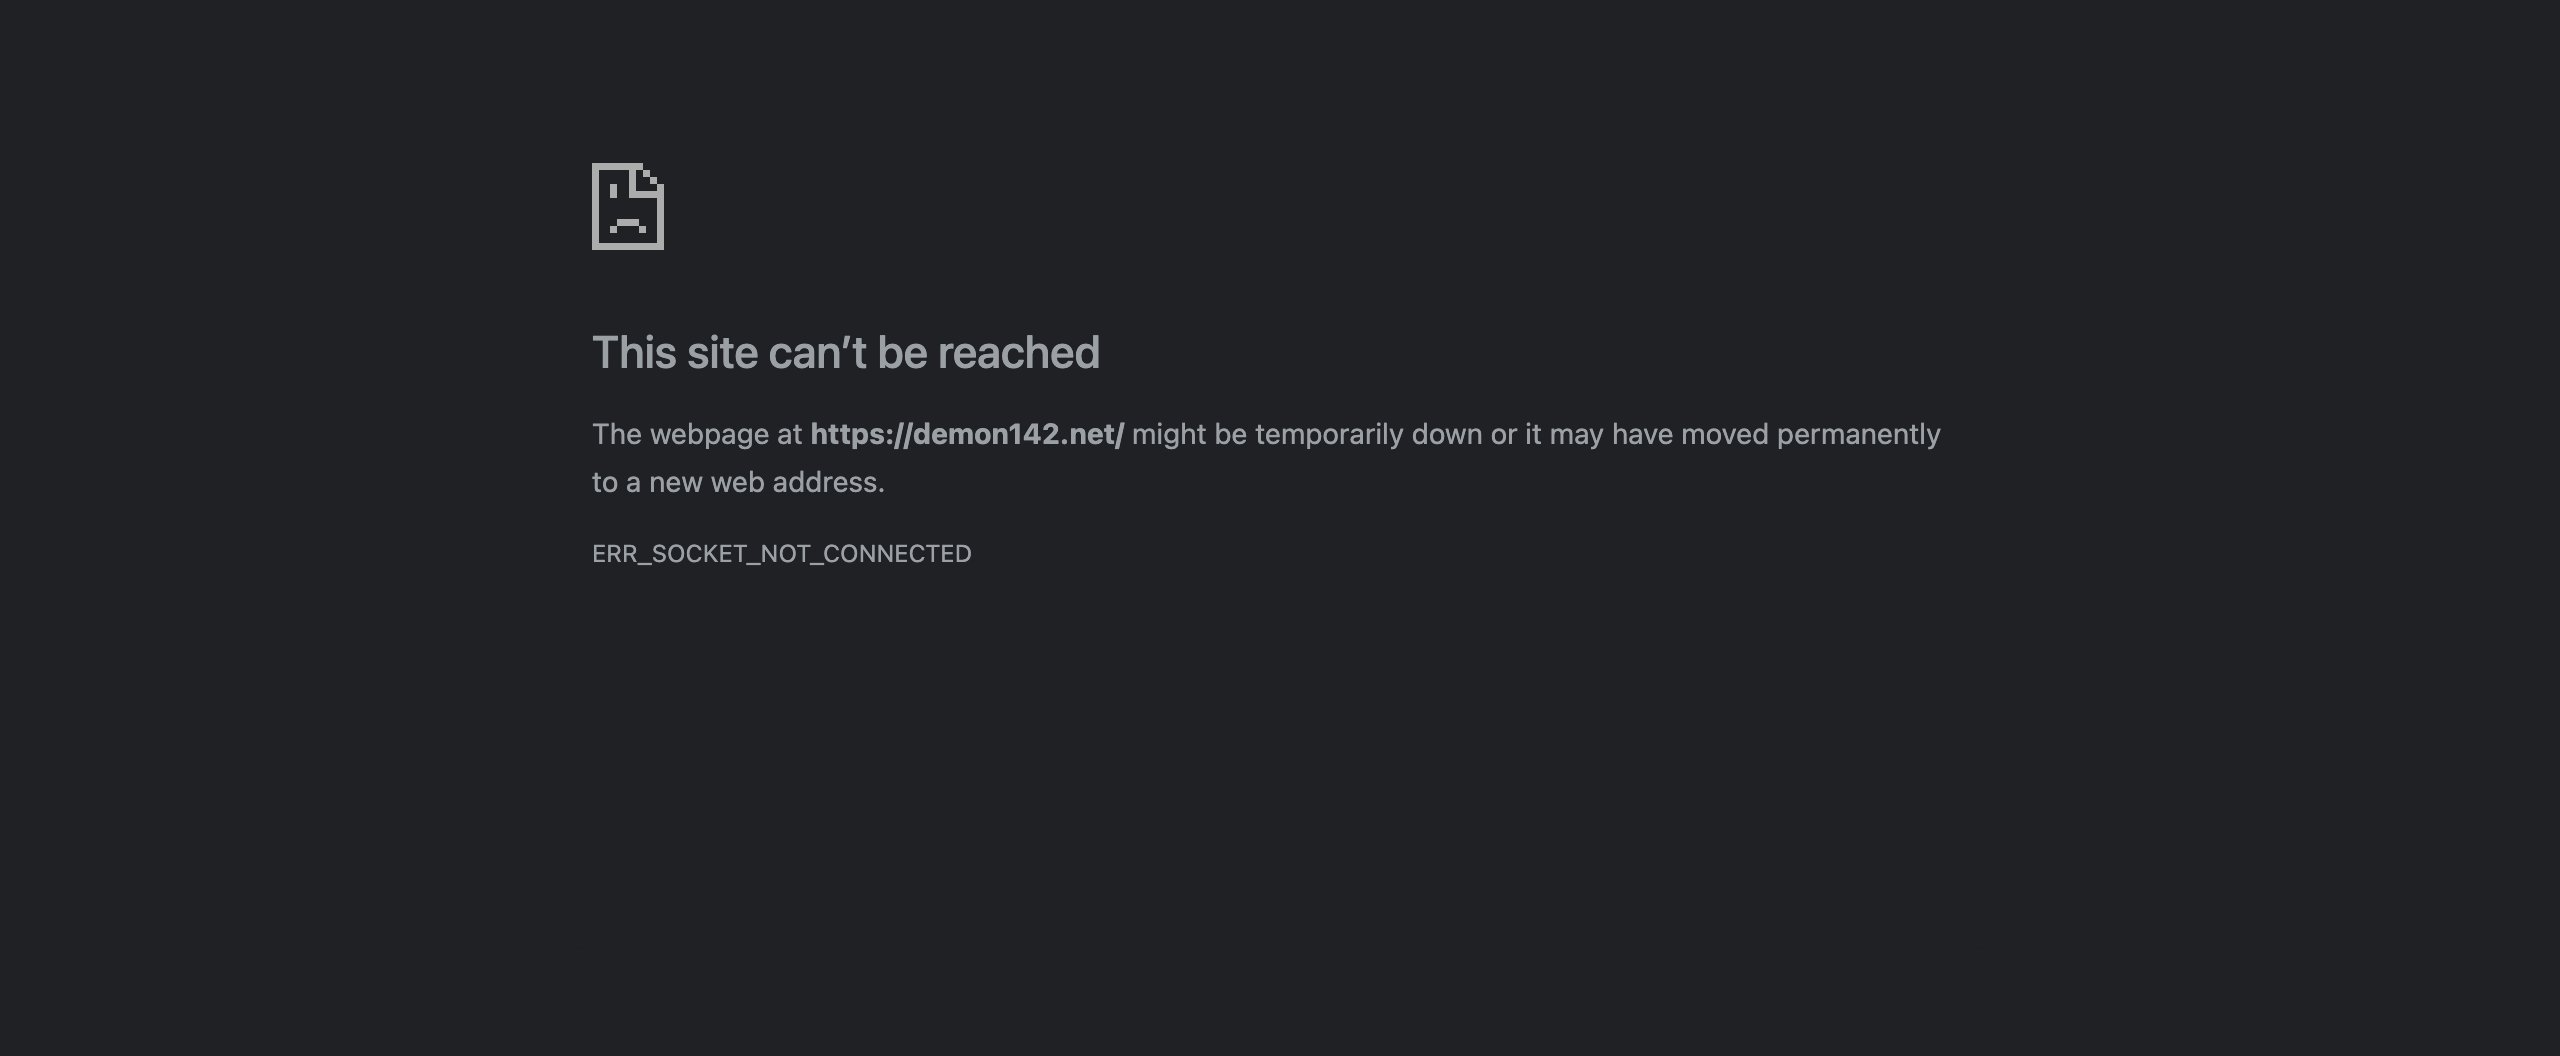 This site can’t be reached
The webpage at https://demon142.net/ might be temporarily down or it may have moved permanently
to a new web address.
ERR_SOCKET_NOT_CONNECTED